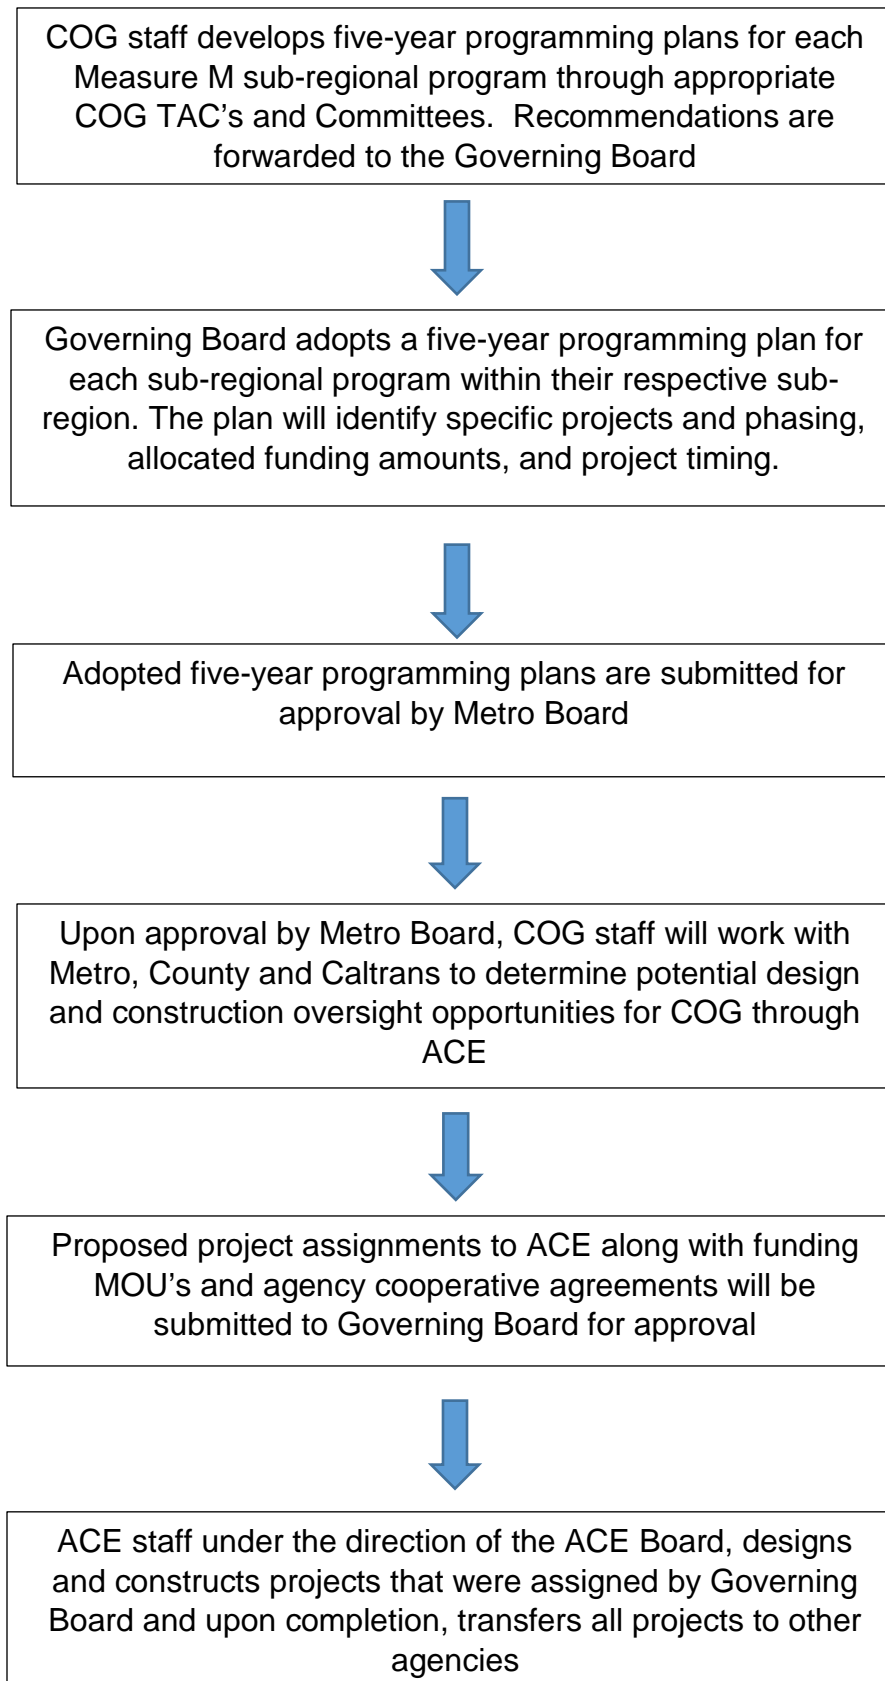 COG staff develops five-year programming plans for each
Measure M sub-regional program through appropriate
COG TAC's and Committees.  Recommendations are
forwarded to the Governing Board
Governing Board adopts a five-year programming plan for
each sub-regional program within their respective sub-
region. The plan will identify specific projects and phasing,
allocated funding amounts, and project timing.
Adopted five-year programming plans are submitted for
approval by Metro Board
Upon approval by Metro Board, COG staff will work with
Metro, County and Caltrans to determine potential design
and construction oversight opportunities for COG through
ACE
Proposed project assignments to ACE along with funding
MOU's and agency cooperative agreements will be
submitted to Governing Board for approval
ACE staff under the direction of the ACE Board, designs
and constructs projects that were assigned by Governing
Board and upon completion, transfers all projects to other
agencies